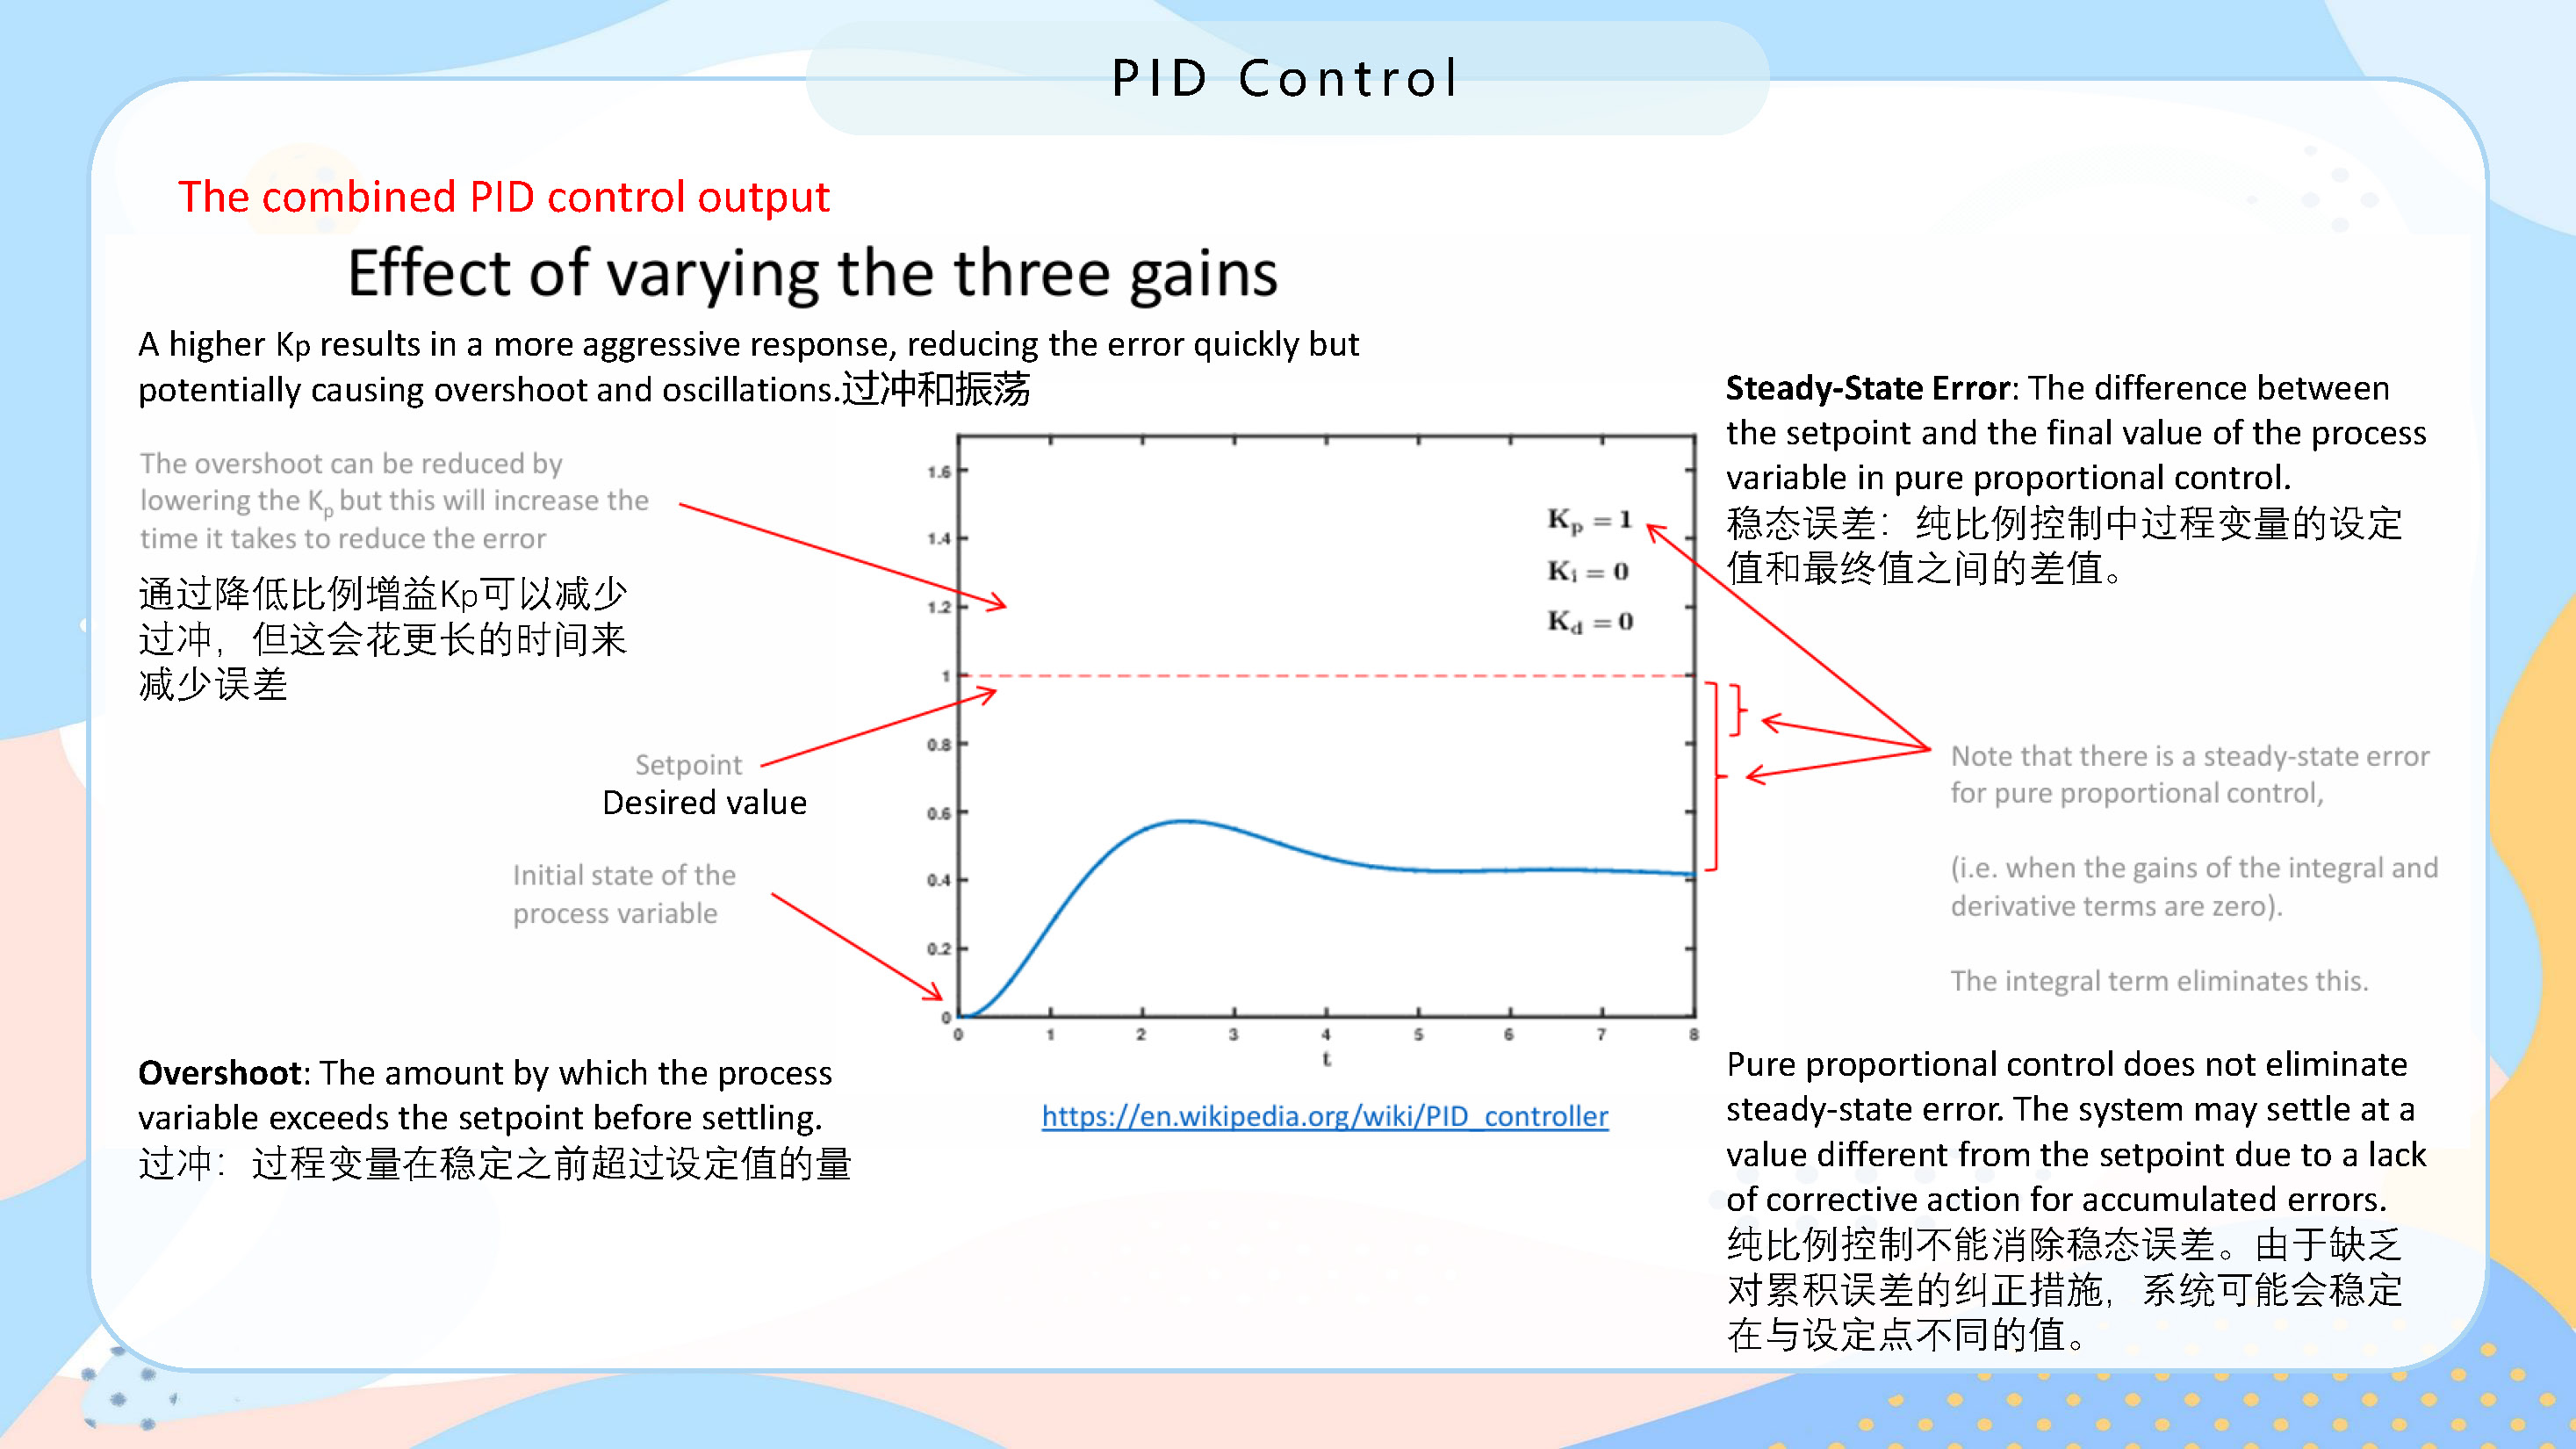 PID Control
The combined PID control output
Effect of varying the three gains
A higher Kp results in a more aggressive response, reducing the error quickly but
potentially causing overshoot and oscillations.过冲和振荡
The overshoot can be reduced by
lowering the Kp but this will increase the
time it takes to reduce the error
通过降低比例增益Kp可以减少
过冲，但这会花更长的时间来
减少误差
Setpoint
Desired value
Initial state of the
process variable
Overshoot: The amount by which the process
variable exceeds the setpoint before settling.
过冲：过程变量在稳定之前超过设定值的量
1.6
1.4
1.2
1
0.8
0.6
0.4
0.2
0
0 1 2 3 4 5 6 7 8
t
Kp = 1
Ki = 0
Kd = 0
https://en.wikipedia.org/wiki/PID_controller
Steady-State Error: The difference between
the setpoint and the final value of the process
variable in pure proportional control.
稳态误差：纯比例控制中过程变量的设定
值和最终值之间的差值。
Note that there is a steady-state error
for pure proportional control,
(i.e. when the gains of the integral and
derivative terms are zero).
The integral term eliminates this.
Pure proportional control does not eliminate
steady-state error. The system may settle at a
value different from the setpoint due to a lack
of corrective action for accumulated errors.
纯比例控制不能消除稳态误差。由于缺乏
对累积误差的纠正措施，系统可能会稳定
在与设定点不同的值。